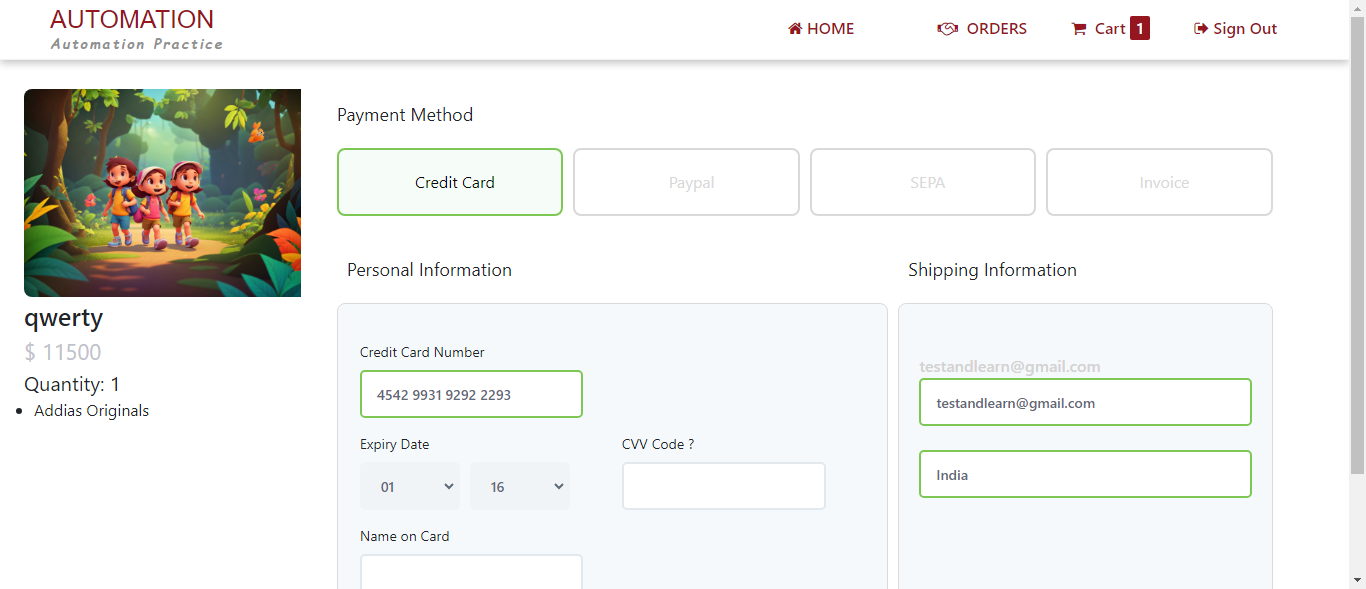 AUTOMATION
Automation Practice
HOME
ORDERS
Cart 1
Sign Out
qwerty
$ 11500
Quantity: 1
Addias Originals
Payment Method
Credit Card
Paypal
SEPA
Invoice
Personal Information
Credit Card Number
4542 9931 9292 2293
Expiry Date
CVV Code ?
01
16
Name on Card
Shipping Information
testandlearn@gmail.com
testandlearn@gmail.com
India